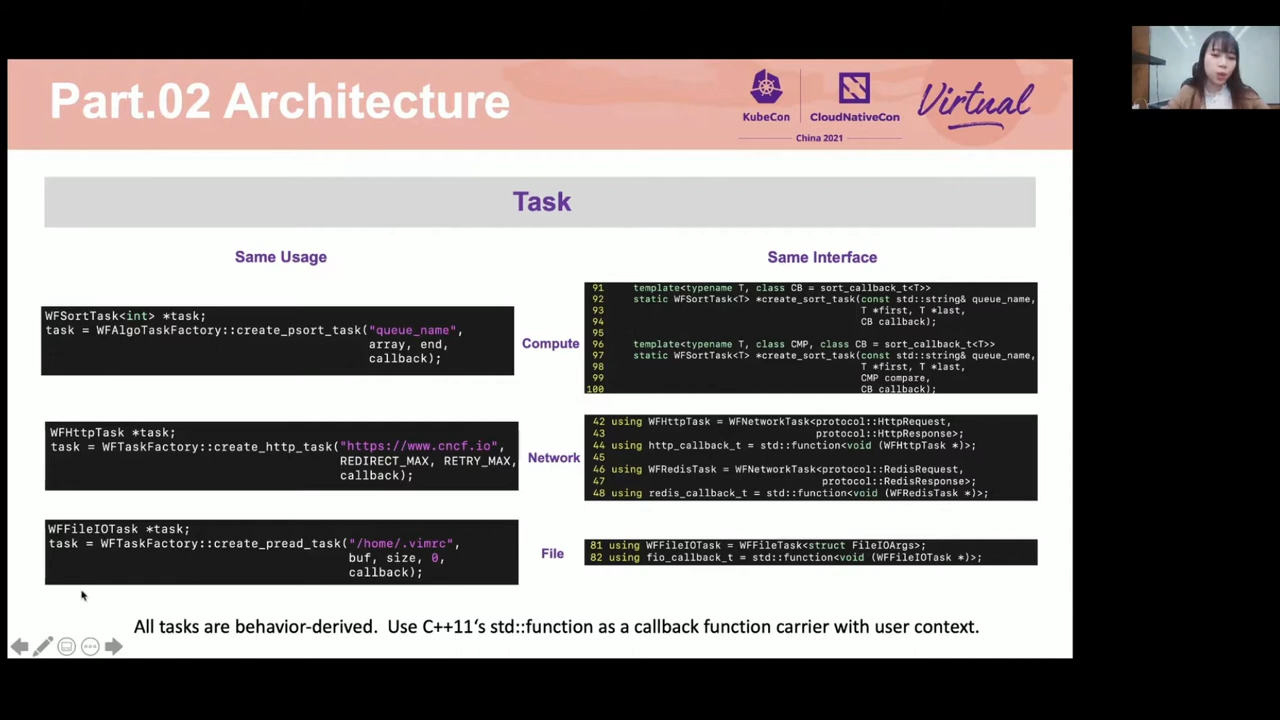 Part.02 Architecture
KubeCon
CloudNativeCon
China 2021
Virtual
Task
Same Usage
Same Interface
WFSortTask<int> *task;
task = WFAlgoTaskFactory::create_psort_task("queue_name",
array, end,
callback);
Compute
91 template<typename T, class CB = sort_callback_t<T>>
92 static WFSortTask<T> *create_sort_task(const std::string& queue_name,
93 T *first, T *last,
94 CB callback);
95
96 template<typename T, class CMP, class CB = sort_callback_t<T>>
97 static WFSortTask<T> *create_sort_task(const std::string& queue_name,
98 T *first, T *last,
99 CMP compare,
100 CB callback);
WFHttpTask *task;
task = WFTaskFactory::create_http_task("https://www.cncf.io",
REDIRECT_MAX, RETRY_MAX,
callback);
Network
42 using WFHttpTask = WFNetworkTask<protocol::HttpRequest,
43 protocol::HttpResponse>;
44 using http_callback_t = std::function<void (WFHttpTask *)>;
45
46 using WFRedisTask = WFNetworkTask<protocol::RedisRequest,
47 protocol::RedisResponse>;
48 using redis_callback_t = std::function<void (WFRedisTask *)>;
WFFileIOTask *task;
task = WFTaskFactory::create_pread_task("/home/.vimrc",
buf, size, 0,
callback);
File
81 using WFFileIOTask = WFFileTask<struct FileIOArgs>;
82 using fio_callback_t = std::function<void (WFFileIOTask *)>;
All tasks are behavior-derived. Use C++11‘s std::function as a callback function carrier with user context.